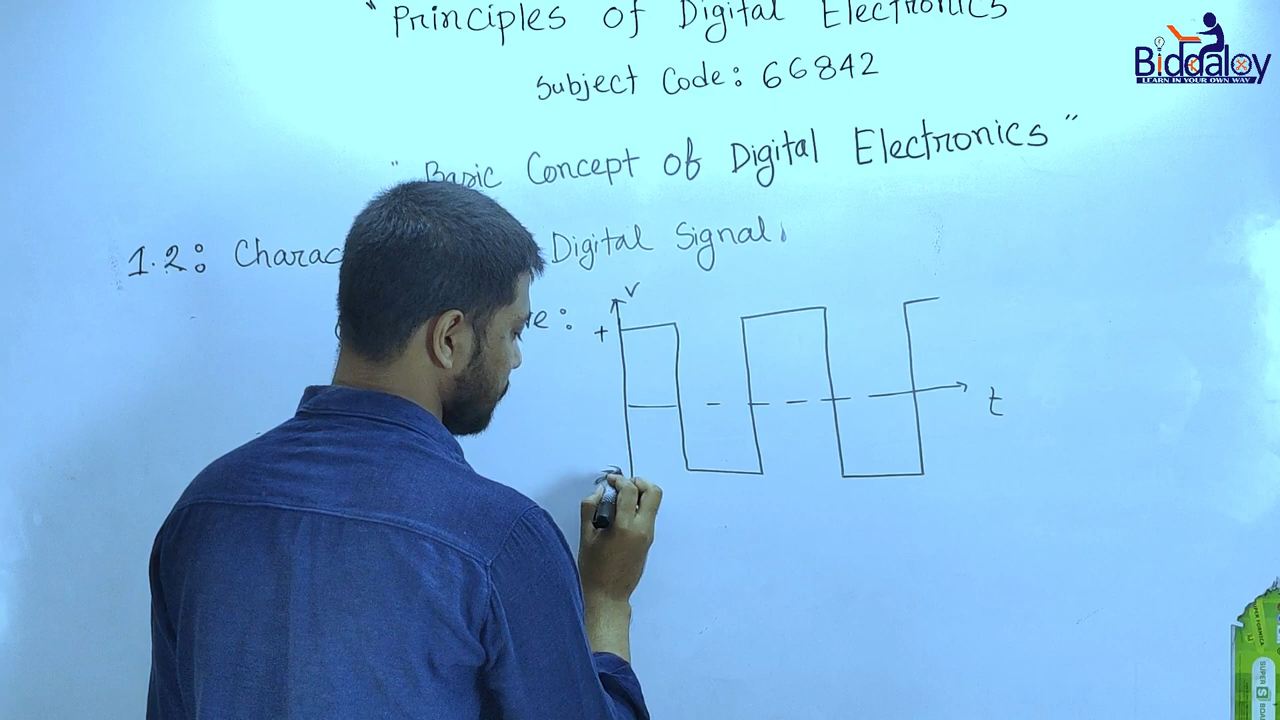 " Principles of Digital Electronics
Subject Code: 66842
" Basic Concept of Digital Electronics "
1.2: Digital Signal.
V
+
t
Biddaloy
LEARN IN YOUR OWN WAY
SUPER